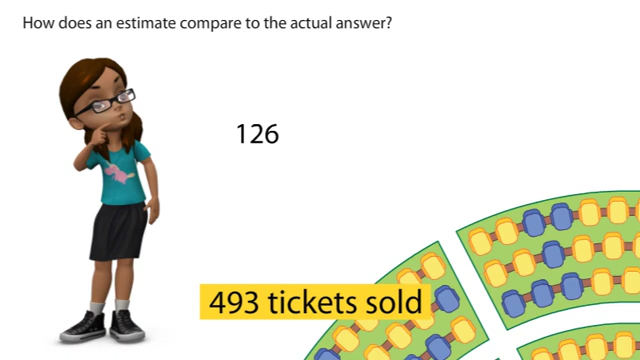 How does an estimate compare to the actual answer?
126
493 tickets sold